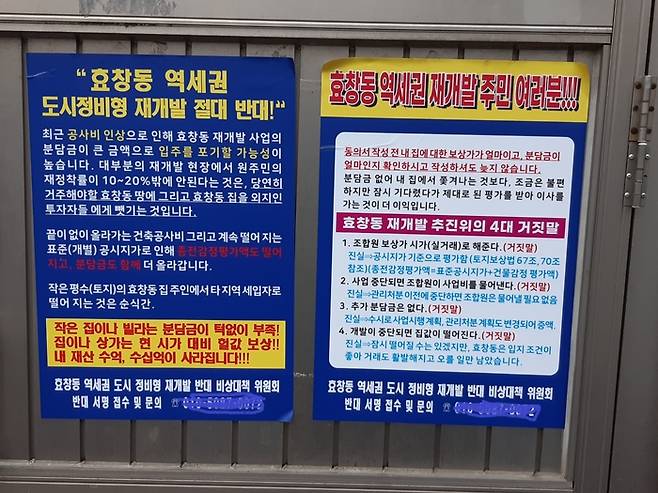 “ 효창동 역세권
도시정비형 재개발 절대 반대!”
최근 공사비 인상으로 인해 효창동 재개발 사업의
분담금이 큰 금액으로 입주를 포기할 가능성이
높습니다. 대부분의 재개발 현장에서 원주민의
재정착률이 10~20%밖에 안된다는 것은, 당연히
거주해야할 효창동 땅에 그리고 효창동 집을 외지인
투자자들 에게 뺏기는 것입니다.
끝이 없이 올라가는 건축공사비 그리고 계속 떨어 지는
표준(개별) 공시지가로 인해 종전감정평가액도 떨어
지고, 분담금도 함께 더 올라갑니다.
작은 평수(토지)의 효창동 집 주인에서 타 지역 세입자로
떨어 지는 것은 순식간.
작은 집이나 빌라는 분담금이 턱없이 부족!
집이나 상가는 현 시가 대비 헐값 보상!!
내 재산 수억, 수십억이 사라집니다!!!
효창동 역세권 도시 정비형 재개발 반대 비상대책 위원회
반대 서명 접수 및 문의 ☏
효창동 역세권 재개발 주민 여러분!!!
동의서 작성 전 내 집에 대한 보상가가 얼마이고, 분담금이
얼마인지 확인하시고 작성하셔도 늦지 않습니다.
분담금 없어 내 집에서 쫓겨나는 것보다, 조금은 불편
하지만 잠시 기다렸다가 제대로 된 평가를 받아 이사를
가는 것이 더 이익입니다.
효창동 재개발 추진위의 4대 거짓말
1. 조합원 보상가 시가(실거래)로 해준다.(거짓말)
진실⇨공시지가 기준으로 평가함(토지보상법 67조,70조
참조)(종전감정평가액=표준공시지가+건물감정 평가액)
2. 사업 중단되면 조합원이 사업비를 물어낸다.(거짓말)
진실⇨관리처분이전에중단하면 조합원은 물어낼 필요없음
3. 추가 분담금은 없다.(거짓말)
진실⇨수시로사업시행계획, 관리처분계획도변경되어증액.
4. 개발이 중단되면 집값이 떨어진다.(거짓말)
진실⇨잠시 떨어질 수는 있겠지만, 효창동은 입지 조건이
좋아 거래도 활발해지고 오를 일만 남았습니다.
효창동 역세권 도시 정비형 재개발 반대 비상대책 위원회
반대 서명 접수 및 문의 ☏